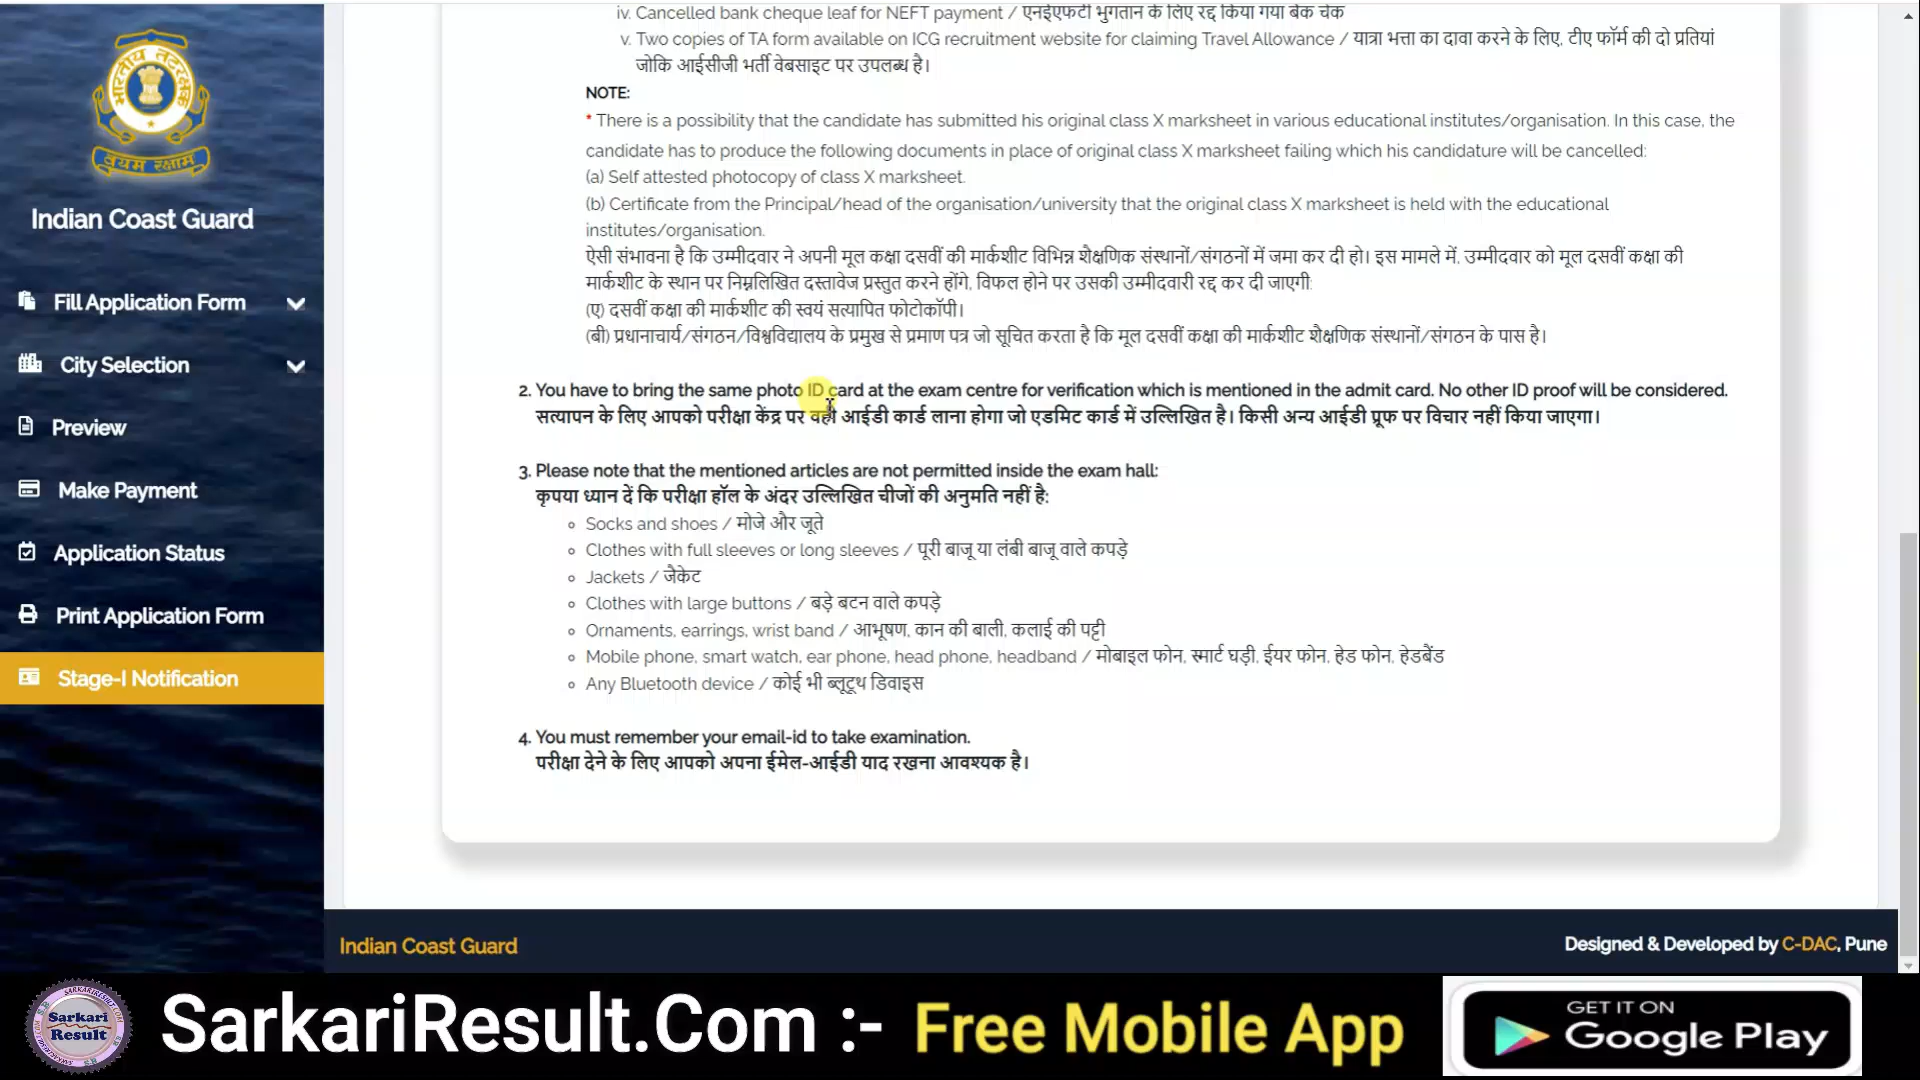 भारतीय तटरक्षक
वयम रक्षामः
Indian Coast Guard
Fill Application Form
City Selection
Preview
Make Payment
Application Status
Print Application Form
Stage-I Notification
iv. Cancelled bank cheque leaf for NEFT payment / एनईएफटी भुगतान के लिए रद्द किया गया बैंक चेक
v. Two copies of TA form available on ICG recruitment website for claiming Travel Allowance / यात्रा भत्ता का दावा करने के लिए, टीए फॉर्म की दो प्रतियां
जोकि आईसीजी भर्ती वेबसाइट पर उपलब्ध है।
NOTE:
* There is a possibility that the candidate has submitted his original class X marksheet in various educational institutes/organisation. In this case, the
candidate has to produce the following documents in place of original class X marksheet failing which his candidature will be cancelled:
(a) Self attested photocopy of class X marksheet.
(b) Certificate from the Principal/head of the organisation/university that the original class X marksheet is held with the educational
institutes/organisation.
ऐसी संभावना है कि उम्मीदवार ने अपनी मूल कक्षा दसवीं की मार्कशीट विभिन्न शैक्षणिक संस्थानों/संगठनों में जमा कर दी हो। इस मामले में, उम्मीदवार को मूल दसवीं कक्षा की
मार्कशीट के स्थान पर निम्नलिखित दस्तावेज प्रस्तुत करने होंगे, विफल होने पर उसकी उम्मीदवारी रद्द कर दी जाएगी:
(ए) दसवीं कक्षा की मार्कशीट की स्वयं सत्यापित फोटोकॉपी।
(बी) प्रधानाचार्य/संगठन/विश्वविद्यालय के प्रमुख से प्रमाण पत्र जो सूचित करता है कि मूल दसवीं कक्षा की मार्कशीट शैक्षणिक संस्थानों/संगठन के पास है।
2. You have to bring the same photo ID card at the exam centre for verification which is mentioned in the admit card. No other ID proof will be considered.
सत्यापन के लिए आपको परीक्षा केंद्र पर वही आईडी कार्ड लाना होगा जो एडमिट कार्ड में उल्लिखित है। किसी अन्य आईडी प्रूफ पर विचार नहीं किया जाएगा।
3. Please note that the mentioned articles are not permitted inside the exam hall:
कृपया ध्यान दें कि परीक्षा हॉल के अंदर उल्लिखित चीजों की अनुमति नहीं है:
Socks and shoes / मोजे और जूते
Clothes with full sleeves or long sleeves / पूरी बाजू या लंबी बाजू वाले कपड़े
Jackets / जैकेट
Clothes with large buttons / बड़े बटन वाले कपड़े
Ornaments, earrings, wrist band / आभूषण, कान की बाली, कलाई की पट्टी
Mobile phone, smart watch, ear phone, head phone, headband / मोबाइल फोन, स्मार्ट घड़ी, ईयर फोन, हेड फोन, हेडबैंड
Any Bluetooth device / कोई भी ब्लूटूथ डिवाइस
4. You must remember your email-id to take examination.
परीक्षा देने के लिए आपको अपना ईमेल-आईडी याद रखना आवश्यक है।
Indian Coast Guard
Designed & Developed by C-DAC, Pune
Sarkari
Result
SarkariResult.Com :- Free Mobile App
GET IT ON
Google Play